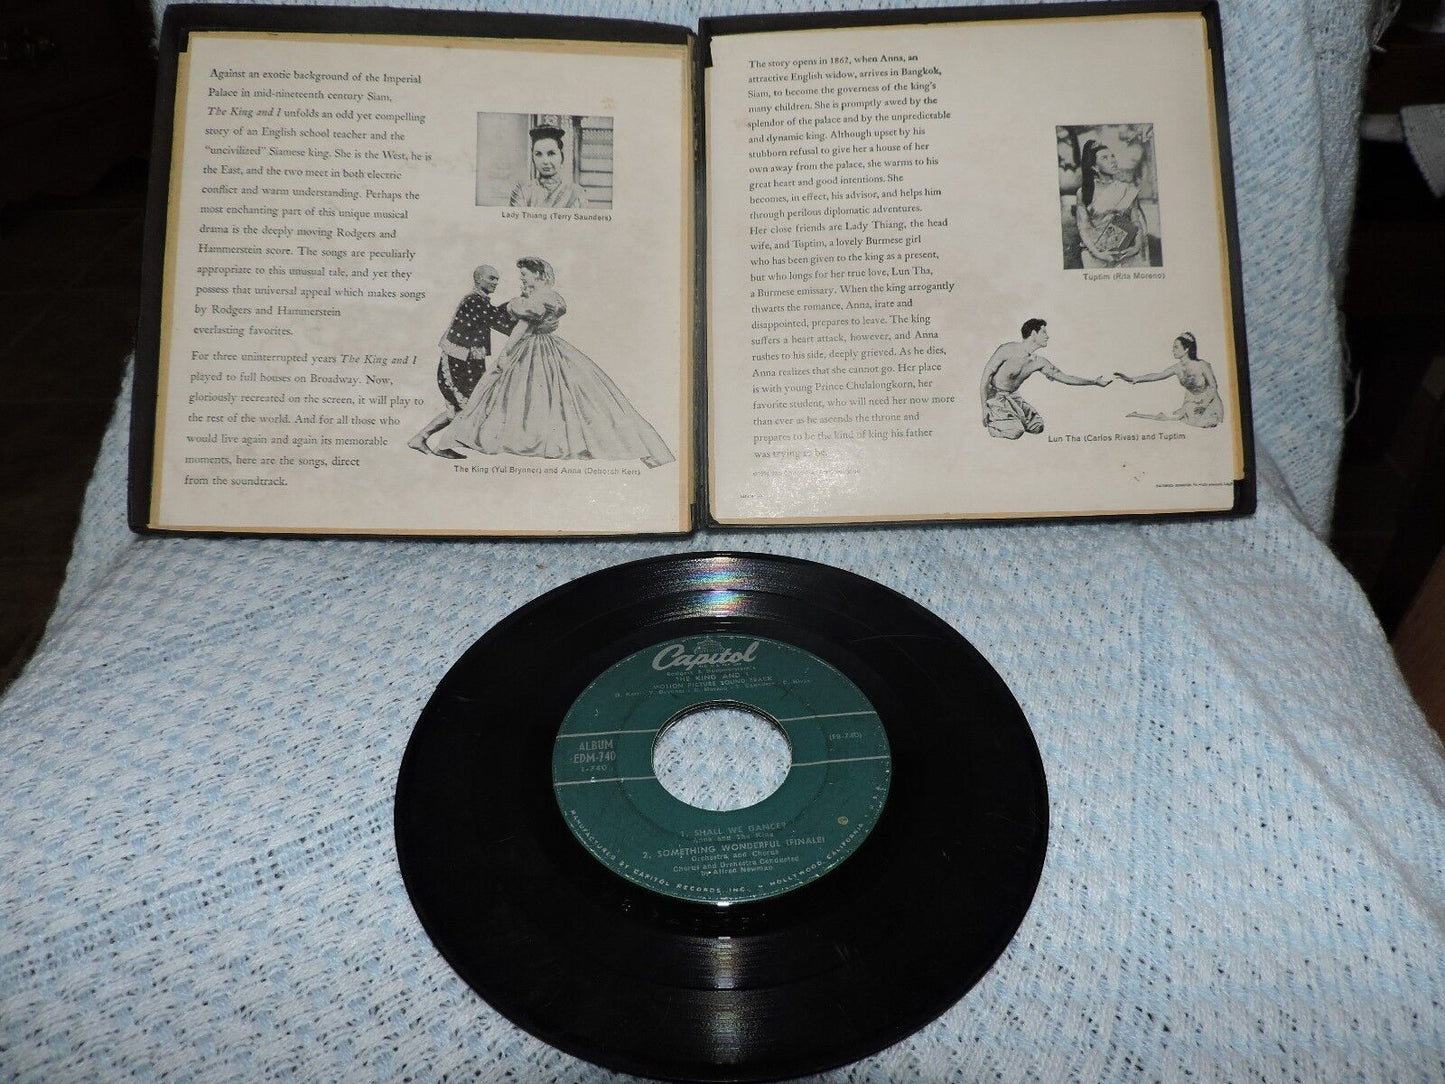 Against an exotic background of the Imperial
Palace in mid-nineteenth century Siam,
The King and I unfolds an odd yet compelling
story of an English school teacher and the
"uncivilized" Siamese king. She is the West, he is
the East, and the two meet in both electric
conflict and warm understanding. Perhaps the
most enchanting part of this unique musical
drama is the deeply moving Rodgers and
Hammerstein score. The songs are peculiarly
appropriate to this unusual tale, and yet they
possess that universal appeal which makes songs
by Rodgers and Hammerstein
everlasting favorites.
For three uninterrupted years The King and I
played to full houses on Broadway. Now,
gloriously recreated on the screen, it will play to
the rest of the world. And for all those who
would live again and again its memorable
moments, here are the songs, direct
from the soundtrack.
Lady Thiang (Terry Saunders)
The King (Yul Brynner) and Anna (Deborah Kerr)
The story opens in 1862, when Anna, an
attractive English widow, arrives in Bangkok,
Siam, to become the governess of the king's
many children. She is promptly awed by the
splendor of the palace and by the unpredictable
and dynamic king. Although upset by his
stubborn refusal to give her a house of her
own away from the palace, she warms to his
great heart and good intentions. She
becomes, in effect, his advisor, and helps him
through perilous diplomatic adventures.
Her close friends are Lady Thiang, the head
wife, and Tuptim, a lovely Burmese girl
who has been given to the king as a present,
but who longs for her true love, Lun Tha,
a Burmese emissary. When the king arrogantly
thwarts the romance, Anna, irate and
disappointed, prepares to leave. The king
suffers a heart attack, however, and Anna
rushes to his side, deeply grieved. As he dies,
Anna realizes that she cannot go. Her place
is with young Prince Chulalongkorn, her
favorite student, who will need her now more
than ever as he ascends the throne and
prepares to be the kind of king his father
was trying to be.
Tuptim (Rita Moreno)
Lun Tha (Carlos Rivas) and Tuptim
Capitol
THE KING AND I
MOTION PICTURE SOUND TRACK
ALBUM
EDM-740
1-740
1. SHALL WE DANCE?
Anna and The King
2. SOMETHING WONDERFUL (FINALE)
Orchestra and Chorus
Chorus and Orchestra Conducted
by Alfred Newman
MANUFACTURED BY CAPITOL RECORDS, INC. • HOLLYWOOD, CALIFORNIA, U.S.A.